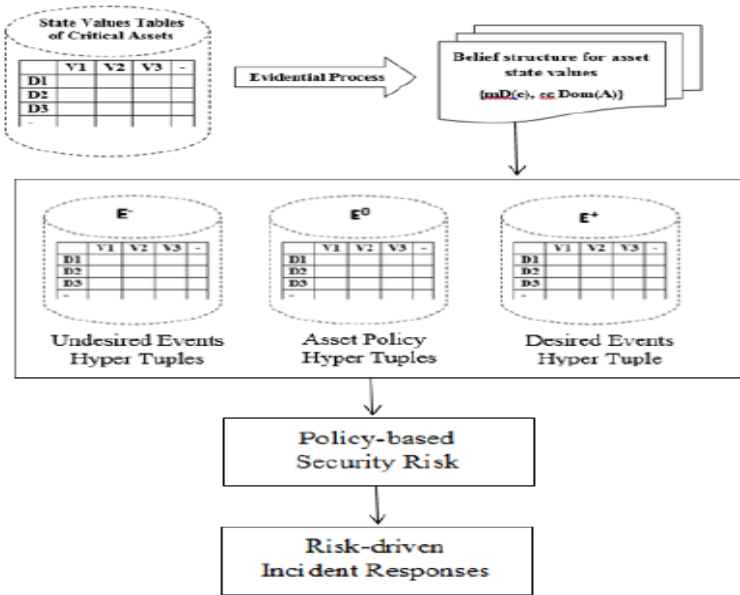 State Values Tables
of Critical Assets
V1 V2 V3 -
D1
D2
D3
-
Evidential Process
Belief structure for asset
state values
{mD(e), eϵ Dom(A)}
E-
V1 V2 V3 -
D1
D2
D3
-
Undesired Events
Hyper Tuples
E0
V1 V2 V3 -
D1
D2
D3
-
Asset Policy
Hyper Tuples
E+
V1 V2 V3 -
D1
D2
D3
-
Desired Events
Hyper Tuple
Policy-based
Security Risk
Risk-driven
Incident Responses